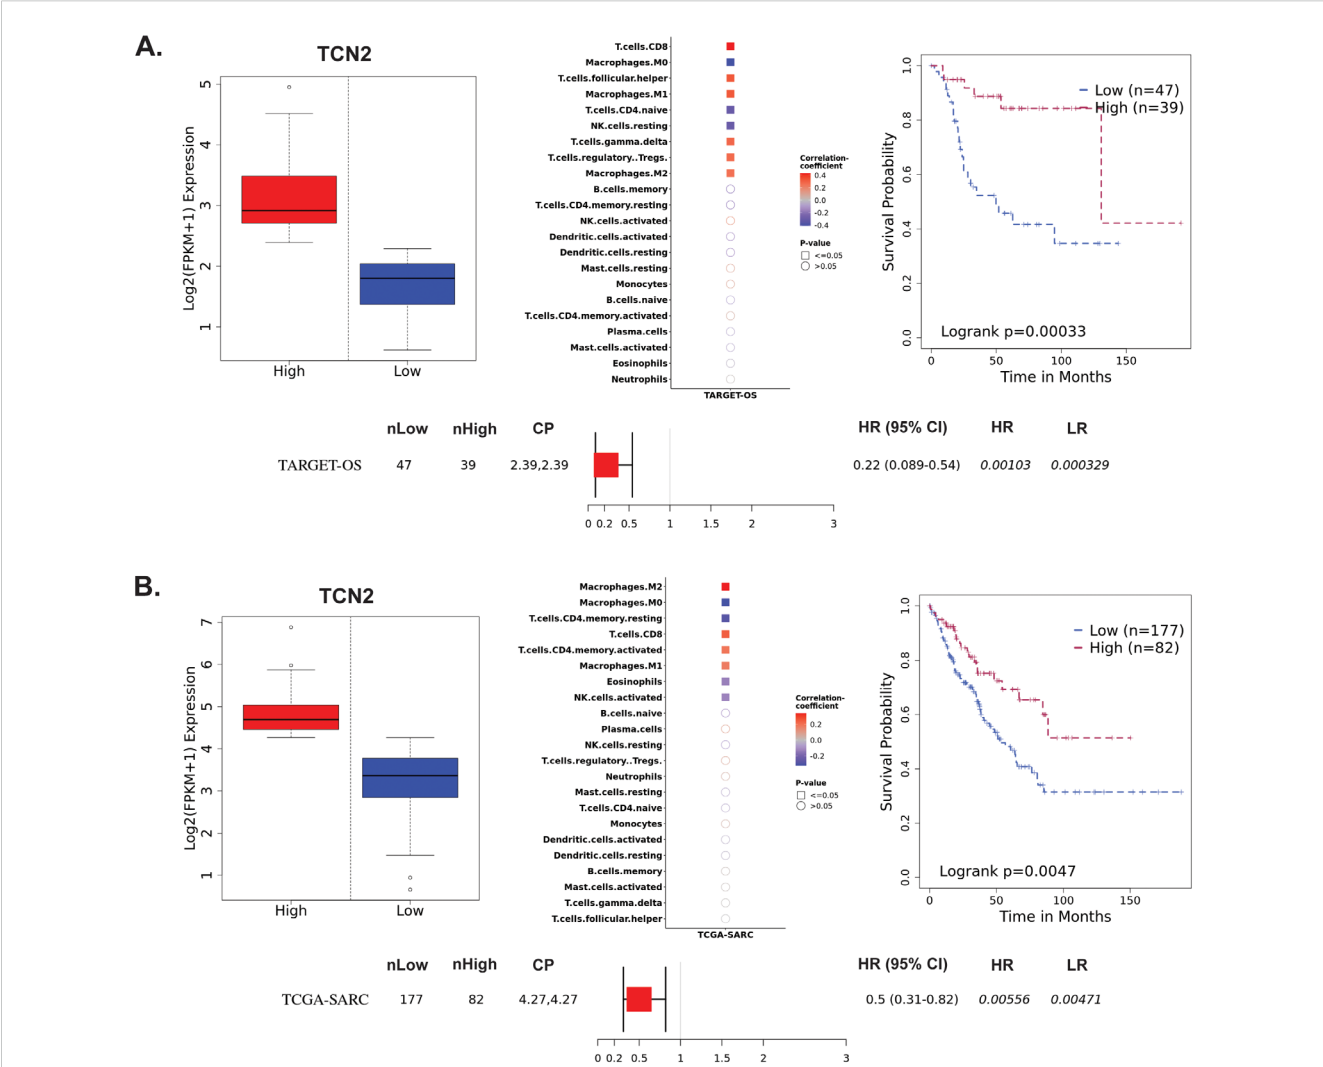 A.
TCN2
Log2(FPKM+1) Expression
5
4
3
2
1
High
Low
T.cells.CD8
Macrophages.M0
T.cells.follicular.helper
Macrophages.M1
T.cells.CD4.naive
NK.cells.resting
T.cells.gamma.delta
T.cells.regulatory..Tregs.
Macrophages.M2
B.cells.memory
T.cells.CD4.memory.resting
NK.cells.activated
Dendritic.cells.activated
Dendritic.cells.resting
Mast.cells.resting
Monocytes
B.cells.naive
T.cells.CD4.memory.activated
Plasma.cells
Mast.cells.activated
Eosinophils
Neutrophils
TARGET-OS
Correlation-
coefficient
0.4
0.2
0.0
-0.2
-0.4
P-value
<=0.05
>0.05
Survival Probability
1.0
0.8
0.6
0.4
0.2
0.0
Low (n=47)
High (n=39)
Logrank p=0.00033
0 50 100 150
Time in Months
nLow nHigh CP HR (95% CI) HR LR
TARGET-OS 47 39 2.39,2.39 0.22 (0.089-0.54) 0.00103 0.000329
0 0.2 0.5 1 1.5 2 3
B.
TCN2
Log2(FPKM+1) Expression
7
6
5
4
3
2
1
High
Low
Macrophages.M2
Macrophages.M0
T.cells.CD4.memory.resting
T.cells.CD8
T.cells.CD4.memory.activated
Macrophages.M1
Eosinophils
NK.cells.activated
B.cells.naive
Plasma.cells
NK.cells.resting
T.cells.regulatory..Tregs.
Neutrophils
Mast.cells.resting
T.cells.CD4.naive
Monocytes
Dendritic.cells.activated
Dendritic.cells.resting
B.cells.memory
Mast.cells.activated
T.cells.gamma.delta
T.cells.follicular.helper
TCGA-SARC
Correlation-
coefficient
0.2
0.0
-0.2
P-value
<=0.05
>0.05
Survival Probability
1.0
0.8
0.6
0.4
0.2
0.0
Low (n=177)
High (n=82)
Logrank p=0.0047
0 50 100 150
Time in Months
nLow nHigh CP HR (95% CI) HR LR
TCGA-SARC 177 82 4.27,4.27 0.5 (0.31-0.82) 0.00556 0.00471
0 0.2 0.5 1 1.5 2 3